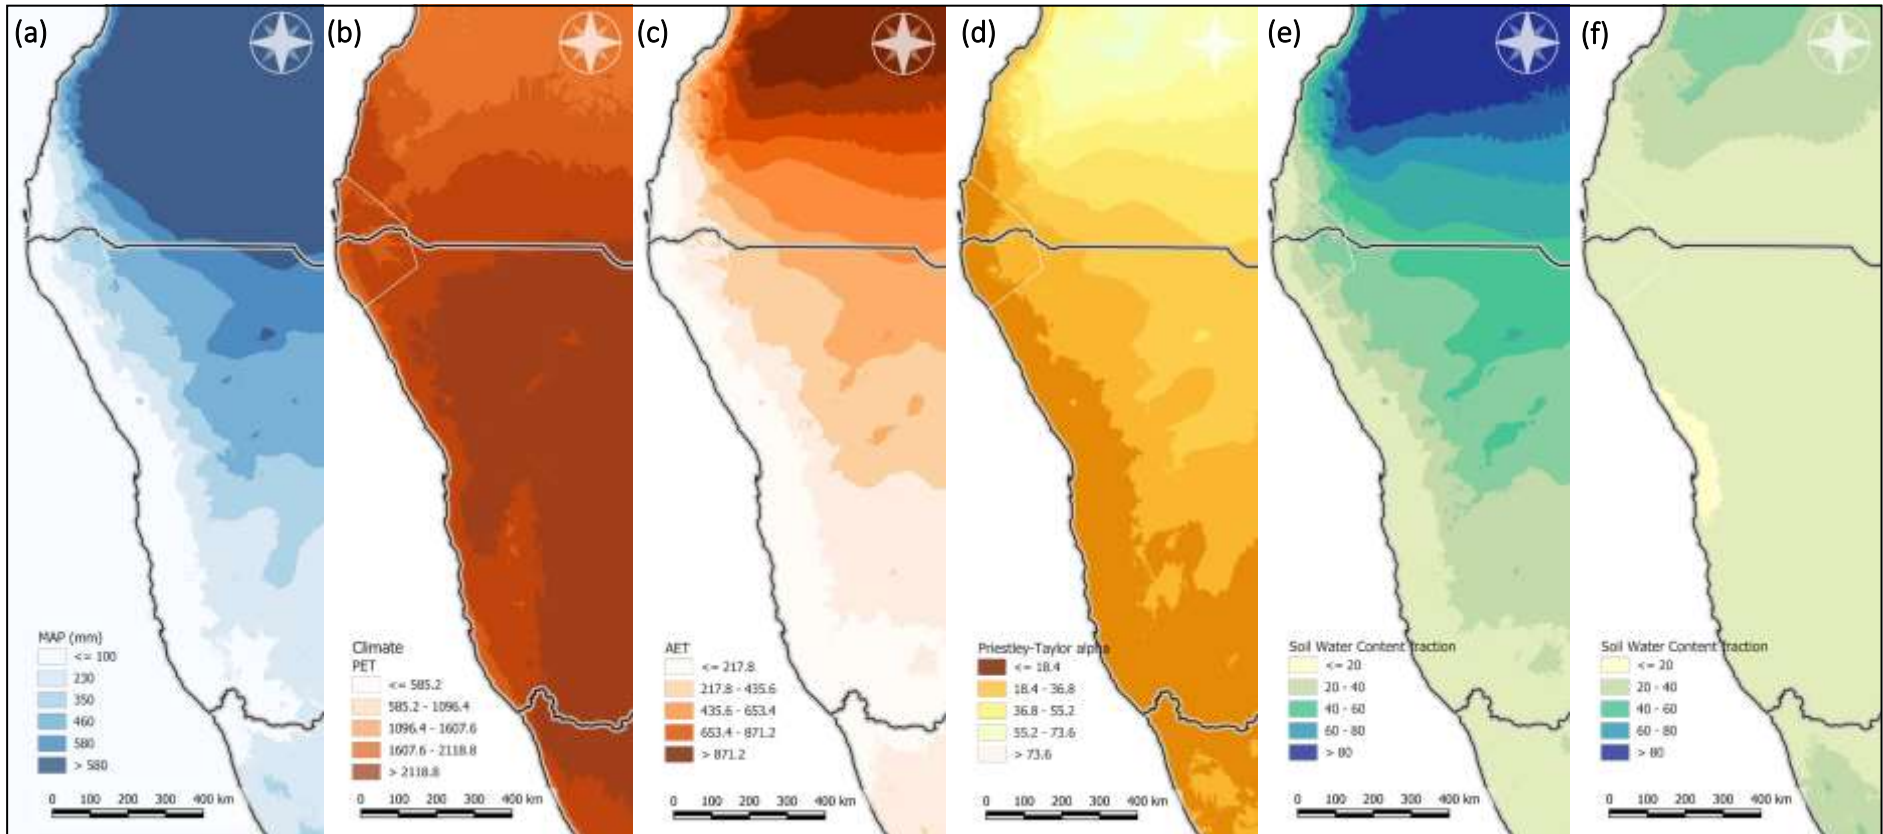 (a)
(b)
(c)
(d)
(e)
(f)
MAP (mm)
<= 100
230
350
460
580
> 580
0 100 200 300 400 km
Climate
PET
<= 585.2
585.2 - 1096.4
1096.4 - 1607.6
1607.6 - 2118.8
> 2118.8
0 100 200 300 400 km
AET
<= 217.8
217.8 - 435.6
435.6 - 653.4
653.4 - 871.2
> 871.2
0 100 200 300 400 km
Priestley-Taylor alpha
<= 18.4
18.4 - 36.8
36.8 - 55.2
55.2 - 73.6
> 73.6
0 100 200 300 400 km
Soil Water Content fraction
<= 20
20 - 40
40 - 60
60 - 80
> 80
0 100 200 300 400 km
Soil Water Content fraction
<= 20
20 - 40
40 - 60
60 - 80
> 80
0 100 200 300 400 km